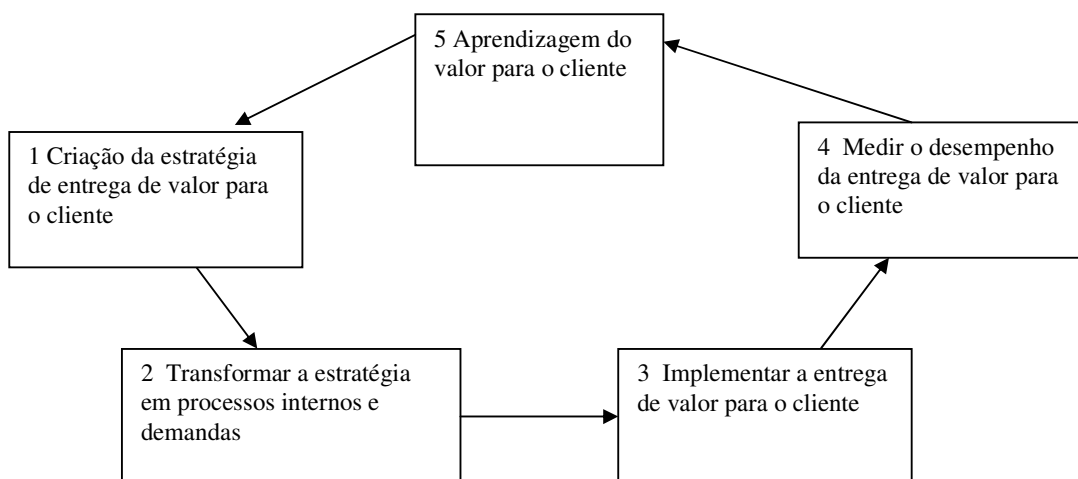 5 Aprendizagem do
valor para o cliente
1 Criação da estratégia
de entrega de valor para
o cliente
4 Medir o desempenho
da entrega de valor para
o cliente
2 Transformar a estratégia
em processos internos e
demandas
3 Implementar a entrega
de valor para o cliente